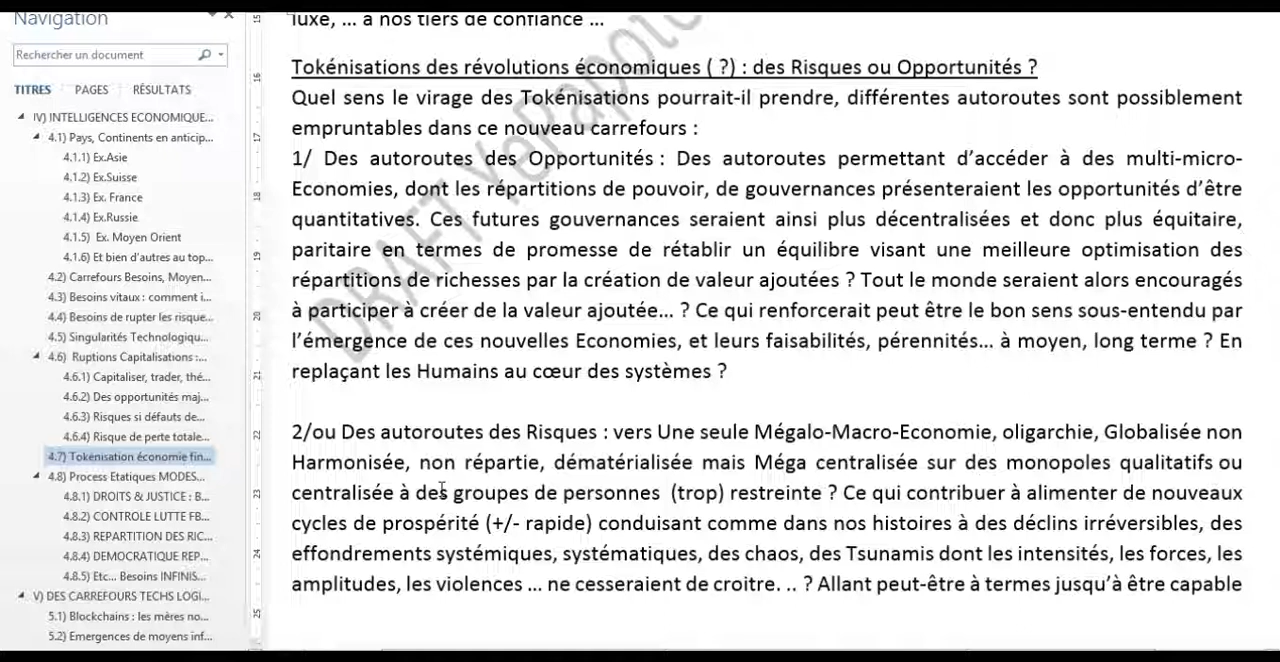 Navigation
Rechercher un document
TITRES PAGES RÉSULTATS
IV) INTELLIGENCES ECONOMIQUE...
4.1) Pays, Continents en anticip...
4.1.1) Ex.Asie
4.1.2) Ex.Suisse
4.1.3) Ex. France
4.1.4) Ex.Russie
4.1.5) Ex. Moyen Orient
4.1.6) Et bien d'autres au top...
4.2) Carrefours Besoins, Moyen...
4.3) Besoins vitaux : comment i...
4.4) Besoins de rupter les risque...
4.5) Singularités Technologiqu...
4.6) Ruptions Capitalisations :...
4.6.1) Capitaliser, trader, thé...
4.6.2) Des opportunités maj...
4.6.3) Risques si défauts de...
4.6.4) Risque de perte totale...
4.7) Tokénisation économie fin...
4.8) Process Etatiques MODES...
4.8.1) DROITS & JUSTICE : B...
4.8.2) CONTROLE LUTTE FB...
4.8.3) REPARTITION DES RIC...
4.8.4) DEMOCRATIQUE REP...
4.8.5) Etc... Besoins INFINIS...
V) DES CARREFOURS TECHS LOGI...
5.1) Blockchains : les mères no...
5.2) Emergences de moyens inf...
15
16
17
18
19
20
21
22
23
24
25
luxe, ... à nos tiers de confiance ...
Tokénisations des révolutions économiques ( ?) : des Risques ou Opportunités ?
Quel sens le virage des Tokénisations pourrait-il prendre, différentes autoroutes sont possiblement
empruntables dans ce nouveau carrefours :
1/ Des autoroutes des Opportunités : Des autoroutes permettant d'accéder à des multi-micro-
Economies, dont les répartitions de pouvoir, de gouvernances présenteraient les opportunités d'être
quantitatives. Ces futures gouvernances seraient ainsi plus décentralisées et donc plus équitaire,
paritaire en termes de promesse de rétablir un équilibre visant une meilleure optimisation des
répartitions de richesses par la création de valeur ajoutées ? Tout le monde seraient alors encouragés
à participer à créer de la valeur ajoutée... ? Ce qui renforcerait peut être le bon sens sous-entendu par
l'émergence de ces nouvelles Economies, et leurs faisabilités, pérennités... à moyen, long terme ? En
replaçant les Humains au cœur des systèmes ?
2/ou Des autoroutes des Risques : vers Une seule Mégalo-Macro-Economie, oligarchie, Globalisée non
Harmonisée, non répartie, dématérialisée mais Méga centralisée sur des monopoles qualitatifs ou
centralisée à des groupes de personnes (trop) restreinte ? Ce qui contribuer à alimenter de nouveaux
cycles de prospérité (+/- rapide) conduisant comme dans nos histoires à des déclins irréversibles, des
effondrements systémiques, systématiques, des chaos, des Tsunamis dont les intensités, les forces, les
amplitudes, les violences ... ne cesseraient de croitre. .. ? Allant peut-être à termes jusqu'à être capable